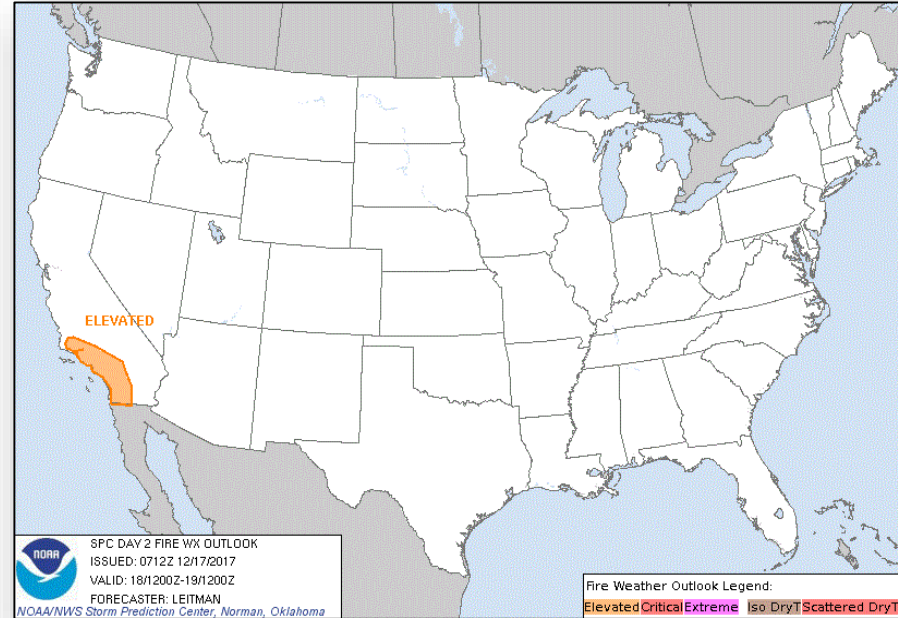 ELEVATED
NOAA
SPC DAY 2 FIRE WX OUTLOOK
ISSUED: 0712Z 12/17/2017
VALID: 18/1200Z-19/1200Z
FORECASTER: LEITMAN
NOAA/NWS Storm Prediction Center, Norman, Oklahoma
Fire Weather Outlook Legend:
Elevated Critical Extreme Iso DryT Scattered DryT